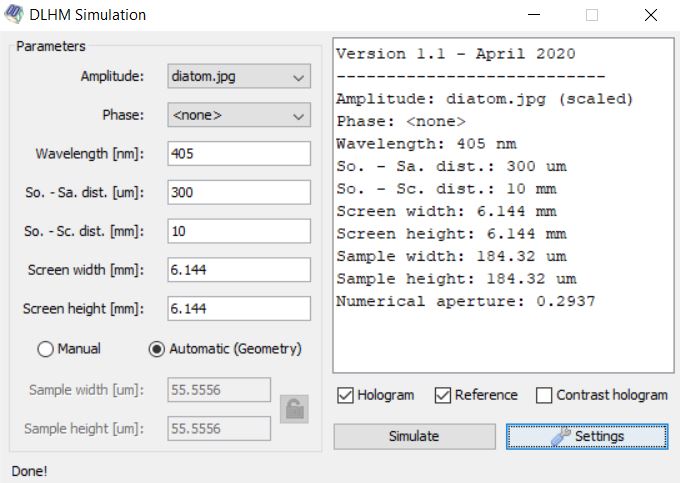 DLHM Simulation
Parameters
Amplitude: diatom.jpg
Phase: <none>
Wavelength [nm]: 405
So. - Sa. dist. [um]: 300
So. - Sc. dist. [mm]: 10
Screen width [mm]: 6.144
Screen height [mm]: 6.144
Manual Automatic (Geometry)
Sample width [um]: 55.5556
Sample height [um]: 55.5556
Version 1.1 - April 2020
---------------------------
Amplitude: diatom.jpg (scaled)
Phase: <none>
Wavelength: 405 nm
So. - Sa. dist.: 300 um
So. - Sc. dist.: 10 mm
Screen width: 6.144 mm
Screen height: 6.144 mm
Sample width: 184.32 um
Sample height: 184.32 um
Numerical aperture: 0.2937
Hologram Reference Contrast hologram
Simulate Settings
Done!